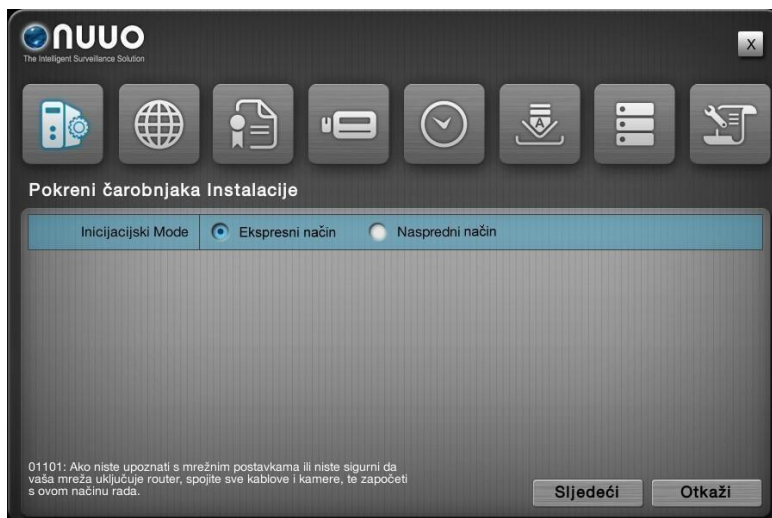 nuuo
The Intelligent Surveillance Solution
X
A
Pokreni čarobnjaka Instalacije
Inicijacijski Mode Ekspresni način Naspredni način
01101: Ako niste upoznati s mrežnim postavkama ili niste sigurni da
vaša mreža uključuje router, spojite sve kablove i kamere, te započeti
s ovom načinu rada.
Sljedeći Otkaži